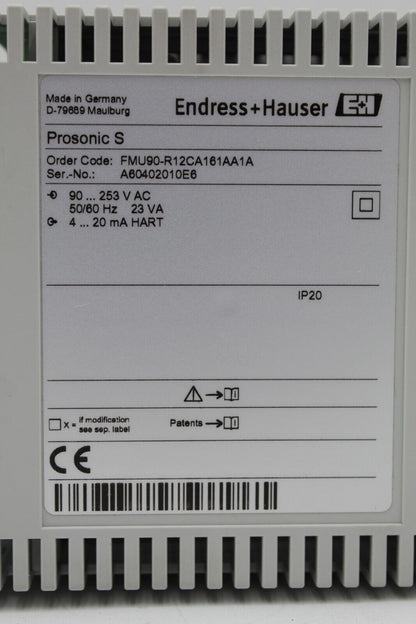 Made in Germany
D-79689 Maulburg
Endress+Hauser E+H
Prosonic S
Order Code: FMU90-R12CA161AA1A
Ser.-No.: A60402010E6
90 ... 253 V AC
50/60 Hz 23 VA
4 ... 20 mA HART
IP20
x = if modification
see sep. label
Patents
CE